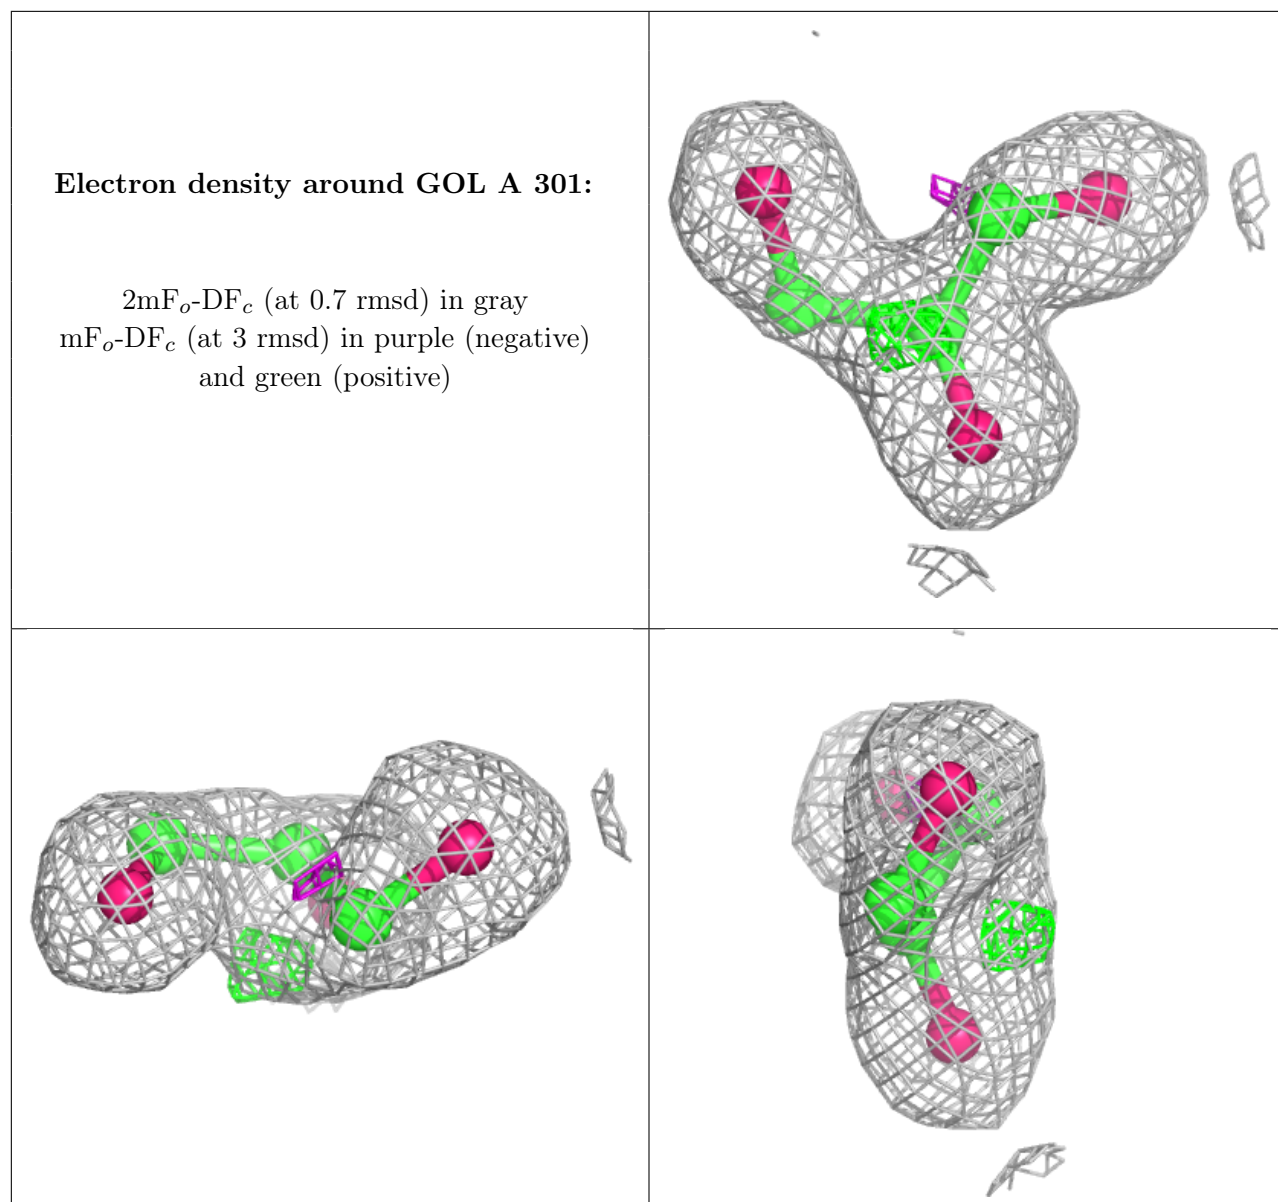 Electron density around GOL A 301:
2mFo-DFc (at 0.7 rmsd) in gray
mFo-DFc (at 3 rmsd) in purple (negative)
and green (positive)